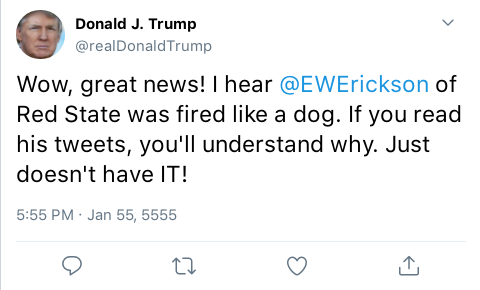 Donald J. Trump
@realDonaldTrump
Wow, great news! I hear @EWErickson of
Red State was fired like a dog. If you read
his tweets, you'll understand why. Just
doesn't have IT!
5:55 PM · Jan 55, 5555